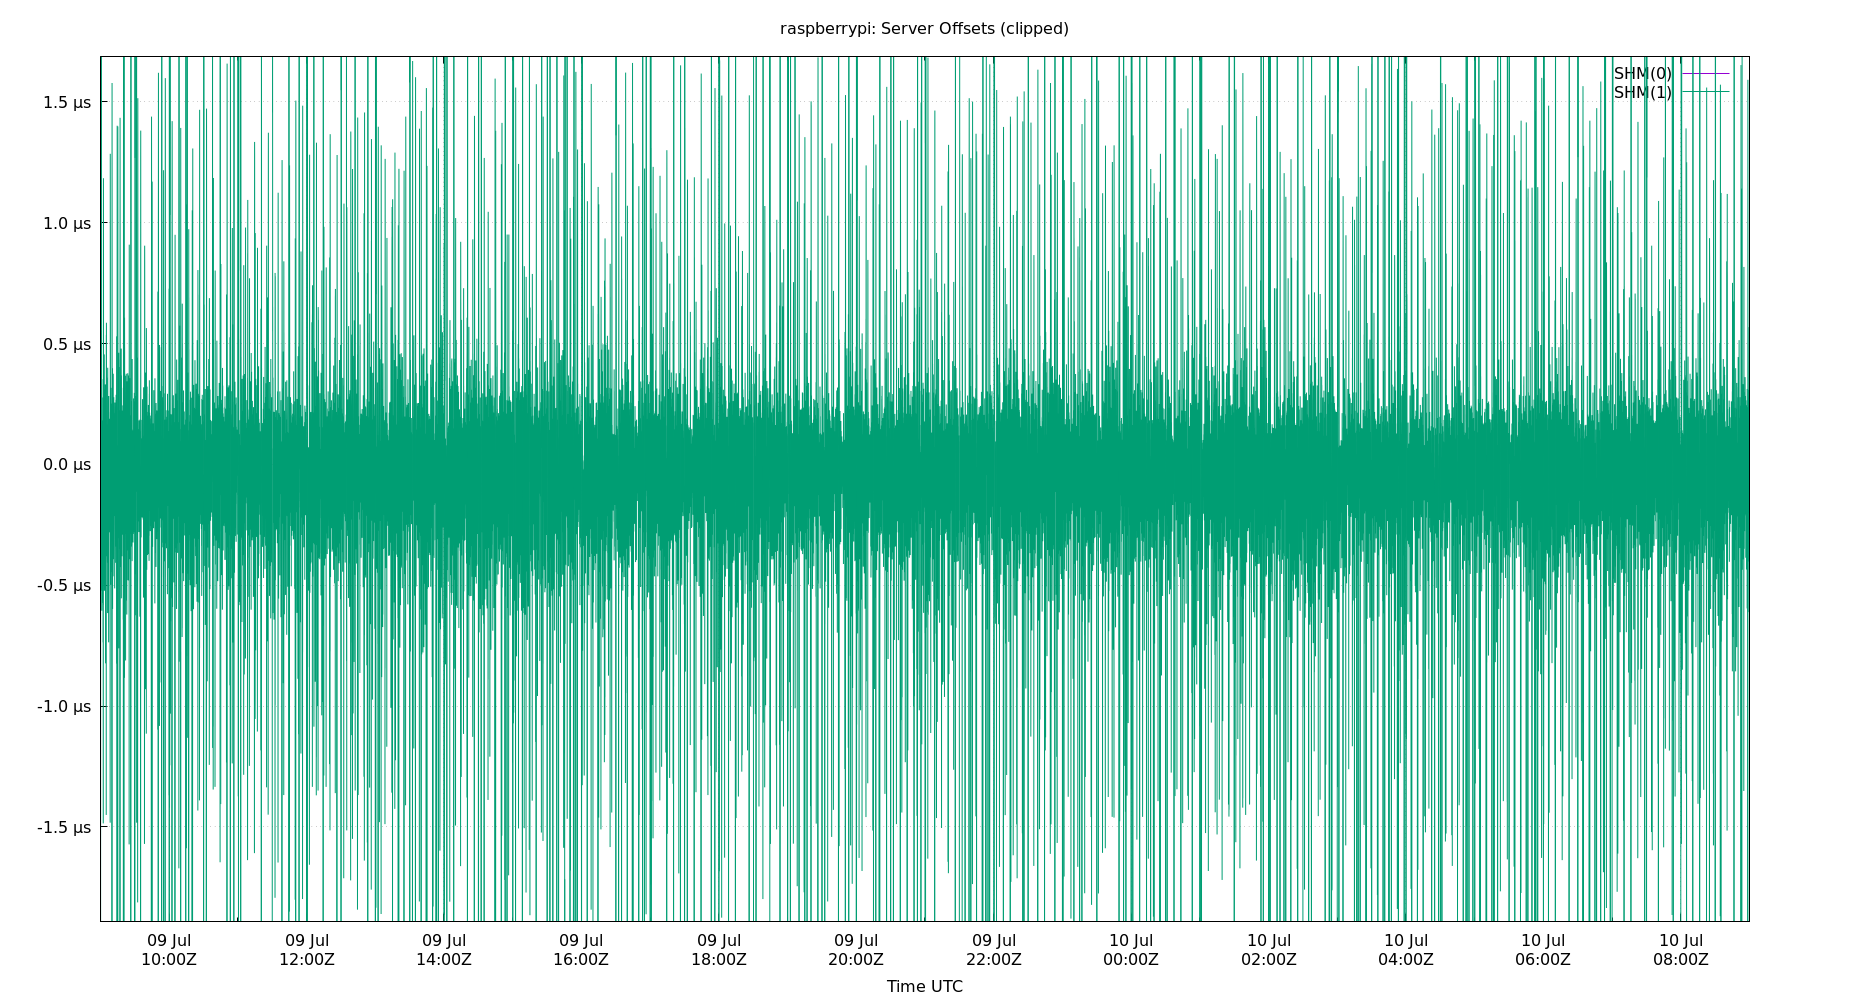 raspberrypi: Server Offsets (clipped)
SHM(0)
SHM(1)
1.5 µs
1.0 µs
0.5 µs
0.0 µs
-0.5 µs
-1.0 µs
-1.5 µs
09 Jul 09 Jul 09 Jul 09 Jul 09 Jul 09 Jul 09 Jul 10 Jul 10 Jul 10 Jul 10 Jul 10 Jul
10:00Z 12:00Z 14:00Z 16:00Z 18:00Z 20:00Z 22:00Z 00:00Z 02:00Z 04:00Z 06:00Z 08:00Z
Time UTC